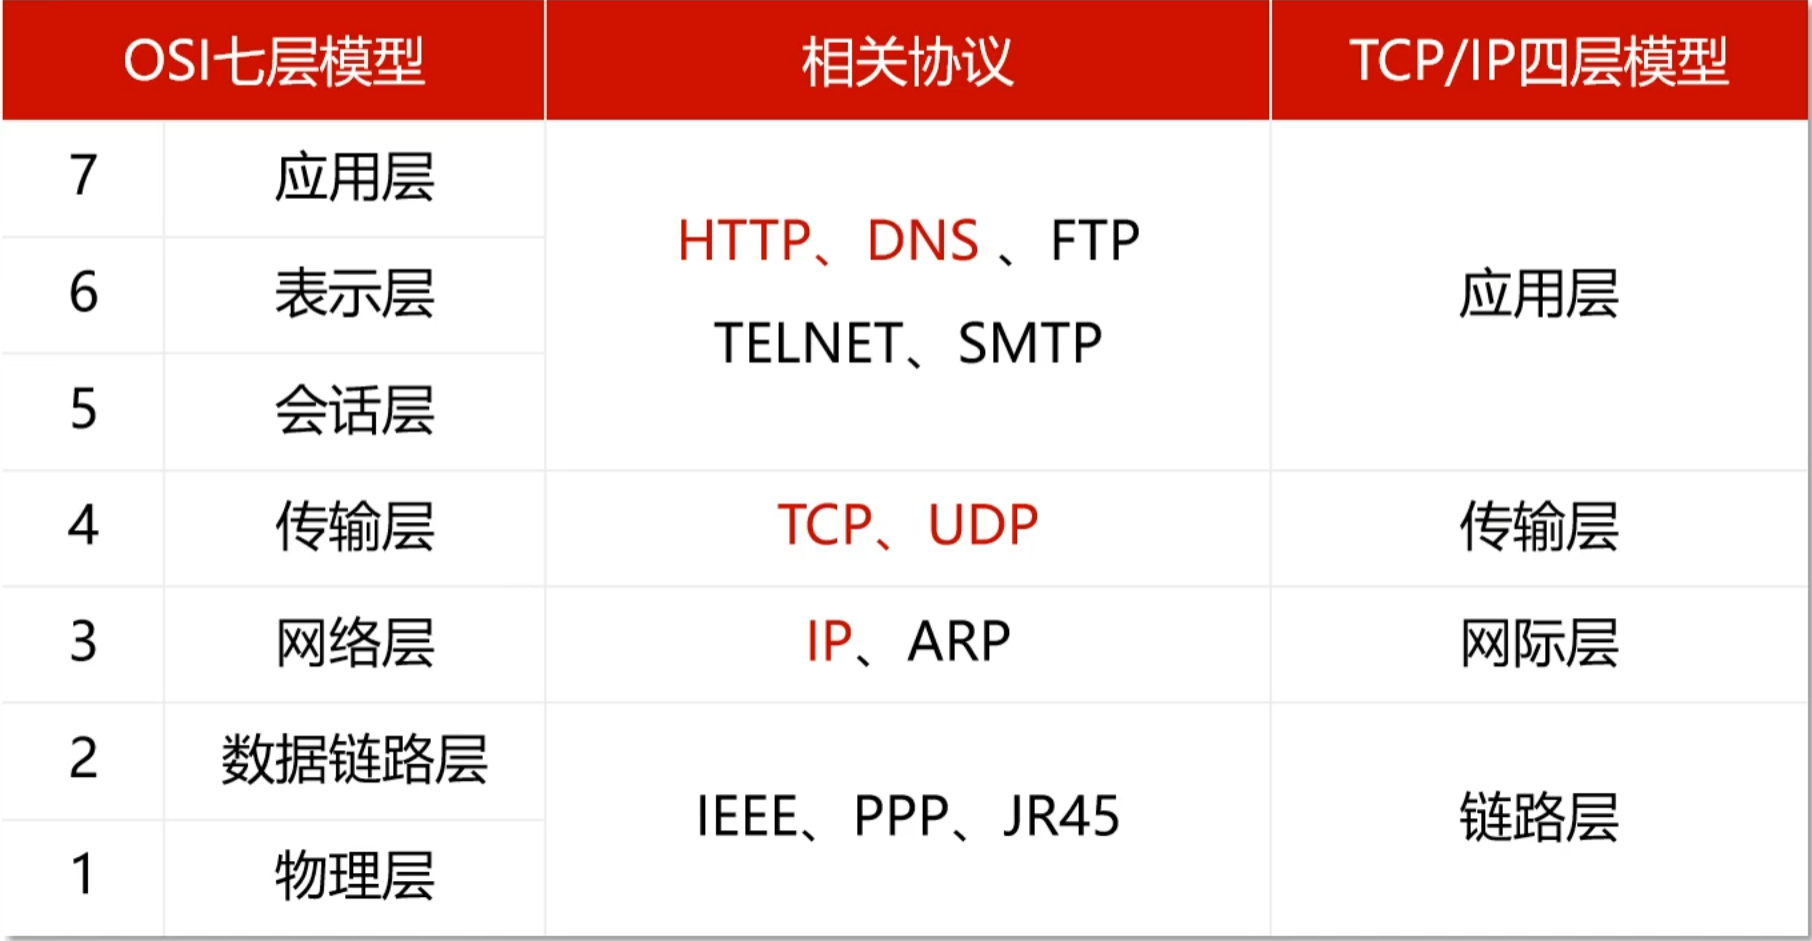 OSI七层模型 相关协议 TCP/IP四层模型
7 应用层
HTTP、DNS 、FTP
6 表示层 应用层
TELNET、SMTP
5 会话层
4 传输层 TCP、UDP 传输层
3 网络层 IP、ARP 网际层
2 数据链路层
IEEE、PPP、JR45 链路层
1 物理层